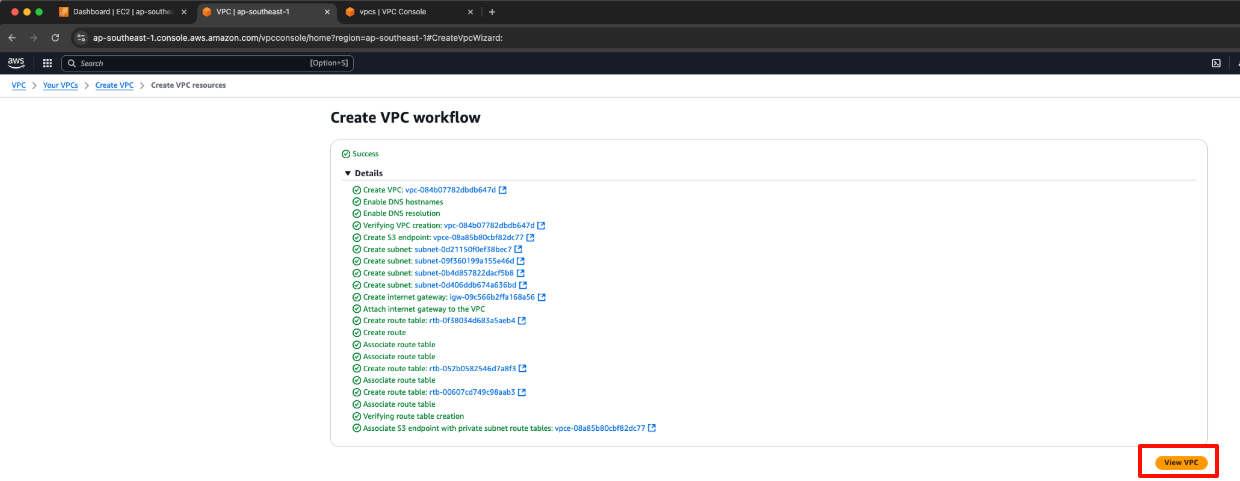 Dashboard | EC2 | ap-southea
VPC | ap-southeast-1
vpcs | VPC Console
ap-southeast-1.console.aws.amazon.com/vpcconsole/home?region=ap-southeast-1#CreateVpcWizard:
aws
Search
[Option+S]
VPC > Your VPCs > Create VPC > Create VPC resources
Create VPC workflow
Success
Details
Create VPC: vpc-084b07782dbdb647d
Enable DNS hostnames
Enable DNS resolution
Verifying VPC creation: vpc-084b07782dbdb647d
Create S3 endpoint: vpce-08a85b80cbf82dc77
Create subnet: subnet-0d21150f0ef38bec7
Create subnet: subnet-09f360199a155e46d
Create subnet: subnet-0b4d857822dacf5b8
Create subnet: subnet-0d406ddb674a636bd
Create internet gateway: igw-09c566b2ffa168a56
Attach internet gateway to the VPC
Create route table: rtb-0f38034d683a5aeb4
Create route
Associate route table
Associate route table
Create route table: rtb-052b0582546d7a8f3
Associate route table
Create route table: rtb-00607cd749c98aab3
Associate route table
Verifying route table creation
Associate S3 endpoint with private subnet route tables: vpce-08a85b80cbf82dc77
View VPC